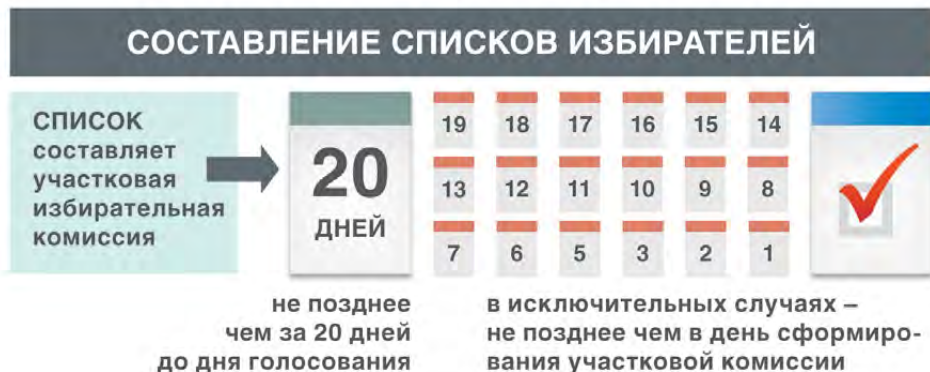 СОСТАВЛЕНИЕ СПИСКОВ ИЗБИРАТЕЛЕЙ
СПИСОК
составляет
участковая
избирательная
комиссия
20
ДНЕЙ
19 18 17 16 15 14
13 12 11 10 9 8
7 6 5 3 2 1
не позднее
чем за 20 дней
до дня голосования
в исключительных случаях –
не позднее чем в день сформиро-
вания участковой комиссии